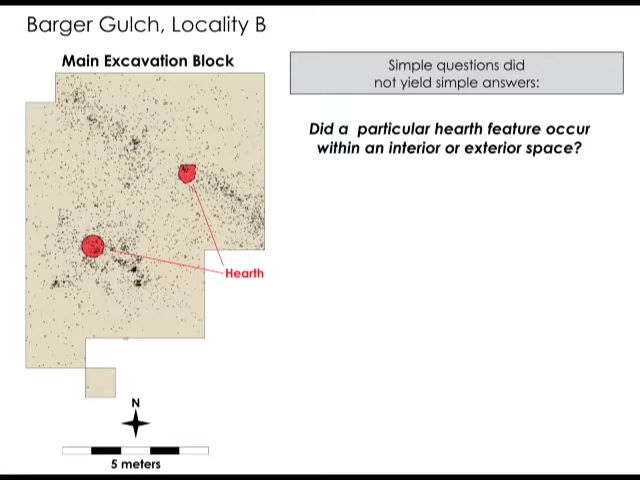 Barger Gulch, Locality B
Main Excavation Block
Simple questions did
not yield simple answers:
Did a particular hearth feature occur
within an interior or exterior space?
Hearth
N
5 meters